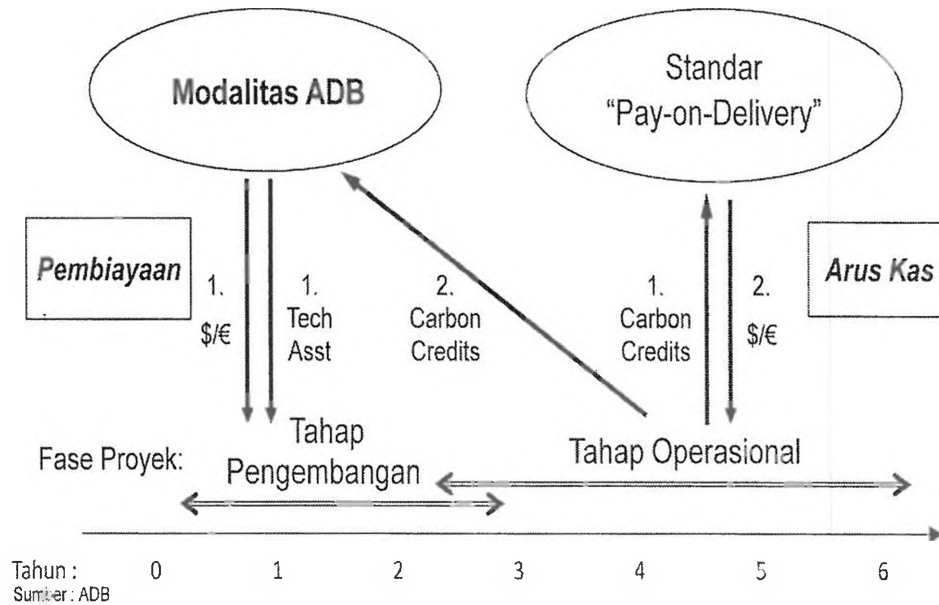 Modalitas ADB
Standar
"Pay-on-Delivery"
Pembiayaan
1.
$/€
1.
Tech
Asst
2.
Carbon
Credits
1.
Carbon
Credits
2.
$/€
Arus Kas
Fase Proyek:
Tahap
Pengembangan
Tahap Operasional
Tahun :
0
1
2
3
4
5
6
Sumber : ADB